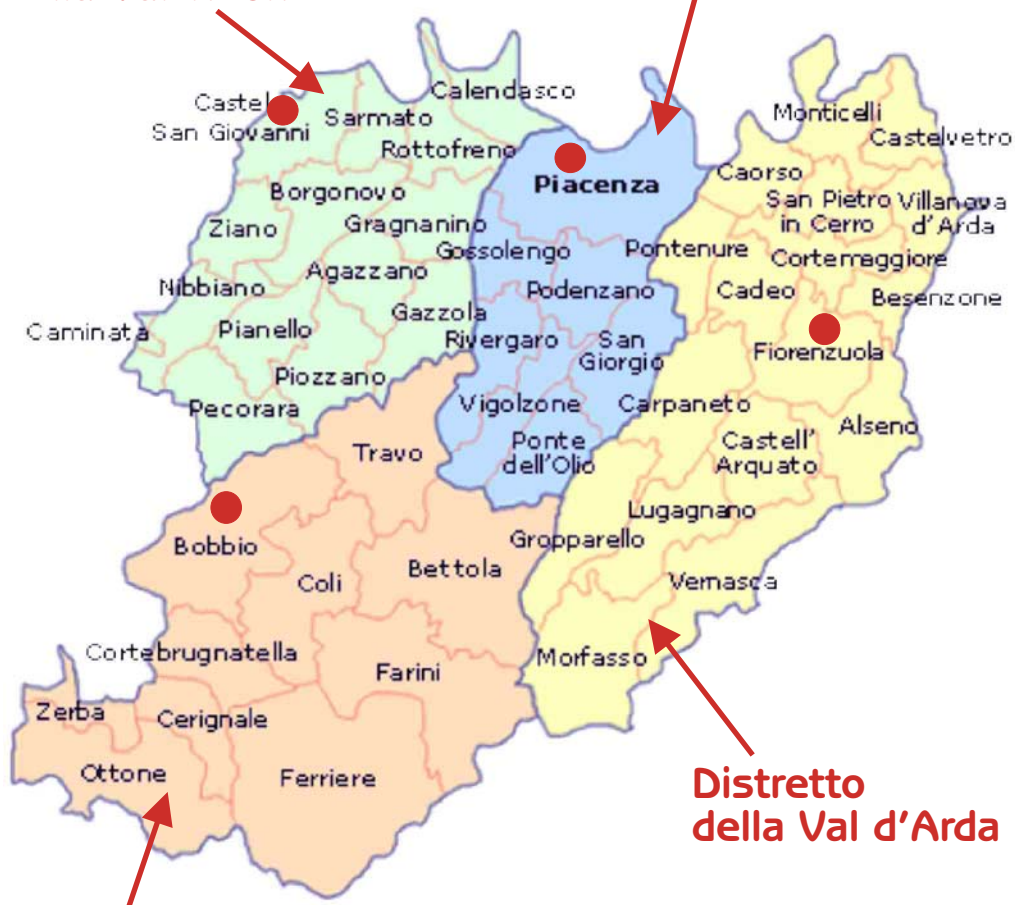 Calendasco
Castel
San Giovanni
Sarmato
Rottofreno
Monticelli
Castelvetro
Piacenza
Caorso
Borgonovo
San Pietro
in Cerro
Villanova
d'Arda
Ziano
Gragnanino
Gossolengo
Pontenure
Cortemaggiore
Agazzano
Nibbiano
Podenzano
Cadeo
Besenzone
Gazzola
Caminata
Pianello
Rivergaro
San
Giorgio
Fiorenzuola
Piozzano
Pecorara
Vigolzone
Carpaneto
Alseno
Travo
Ponte
dell'Olio
Castell'
Arquato
Lugagnano
Gropparello
Bobbio
Coli
Bettola
Vernasca
Cortebrugnatella
Farini
Morfasso
Zerba
Cerignale
Ottone
Ferriere
Distretto
della Val d'Arda